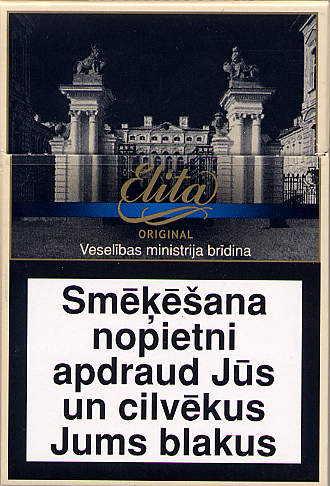 Elita
ORIGINAL
Veselības ministrija brīdina
Smēķēšana
nopietni
apdraud Jūs
un cilvēkus
Jums blakus